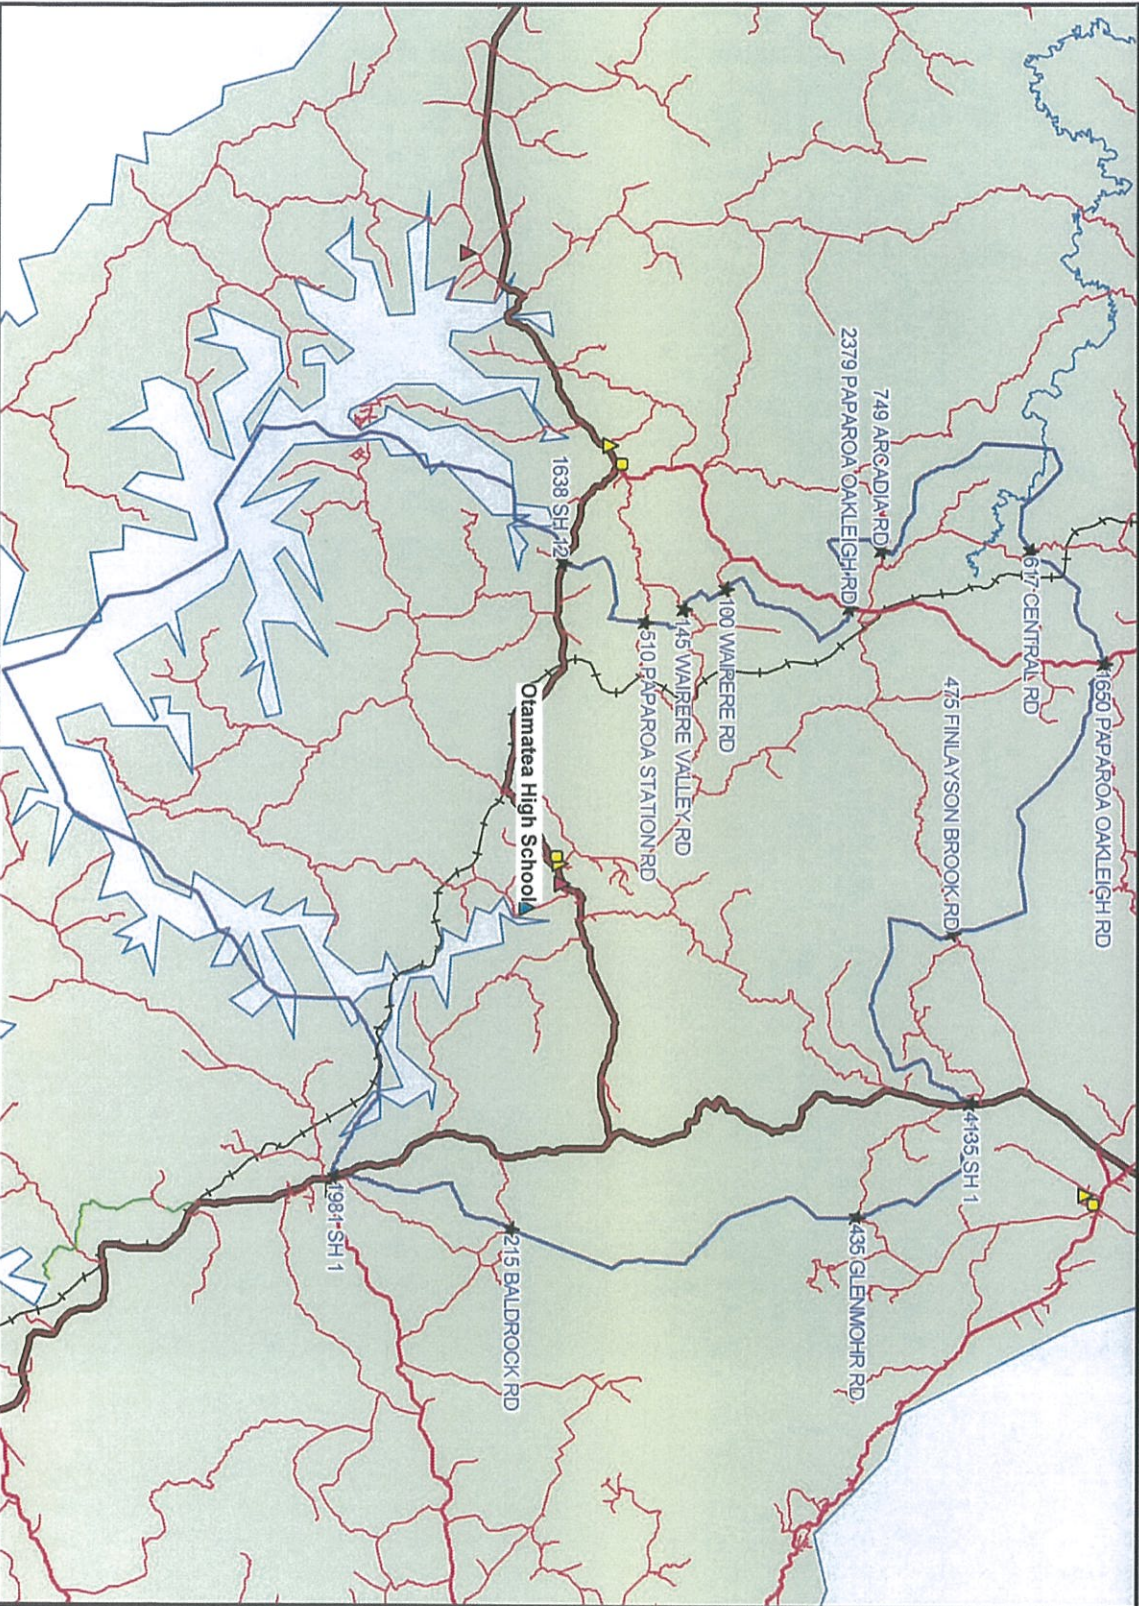 1650 PAPAROA OAKLEIGH RD
617 CENTRAL RD
749 ARCADIA RD
2379 PAPAROA OAKLEIGH RD
475 FINLAYSON BROOK RD
4135 SH 1
435 GLENMOHR RD
100 WAIRERE RD
145 WAIRERE VALLEY RD
510 PAPAROA STATION RD
1638 SH 12
Otamatea High School
215 BALDROCK RD
1981 SH 1